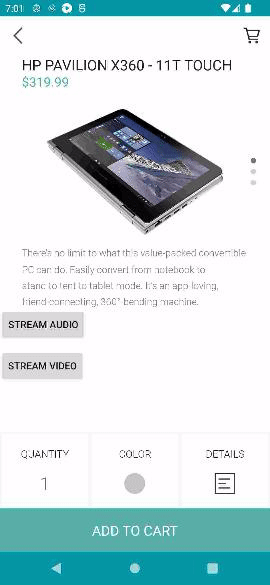 7:01
HP PAVILION X360 - 11T TOUCH
$319.99
There's no limit to what this value-packed convertible
PC can do. Easily convert from notebook to
stand to tent to tablet mode. It's an app-loving,
friend-connecting, 360° bending machine.
STREAM AUDIO
STREAM VIDEO
QUANTITY COLOR DETAILS
1
ADD TO CART